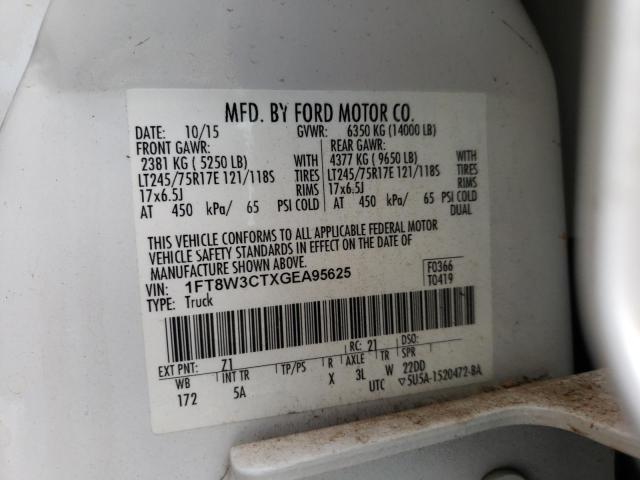 MFD. BY FORD MOTOR CO.
DATE: 10/15 GVWR: 6350 KG (14000 LB)
FRONT GAWR: REAR GAWR:
2381 KG ( 5250 LB) WITH 4377 KG ( 9650 LB) WITH
LT245/75R17E 121/118S TIRES LT245/75R17E 121/118S TIRES
17x6.5J RIMS 17x6.5J RIMS
AT 450 kPa/ 65 PSI COLD AT 450 kPa/ 65 PSI COLD
DUAL
THIS VEHICLE CONFORMS TO ALL APPLICABLE FEDERAL MOTOR
VEHICLE SAFETY STANDARDS IN EFFECT ON THE DATE OF
MANUFACTURE SHOWN ABOVE.
VIN: 1FT8W3CTXGEA95625 F0366
TYPE: Truck T0419
EXT PNT: Z1 RC: 21 DSO:
WB INT TR TP/PS R AXLE TR SPR
172 5A X 3L W 22DD
UTC ▽5U5A-1520472-BA